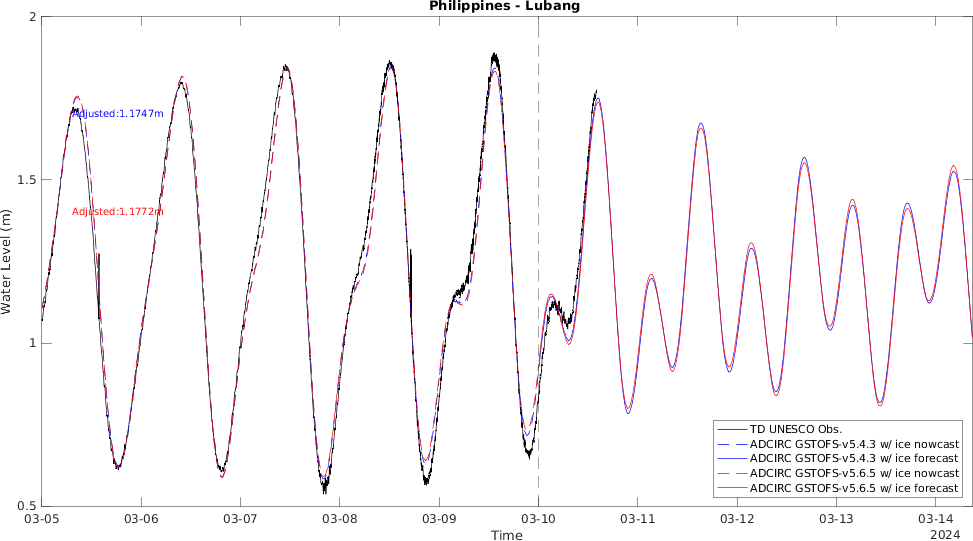 Philippines - Lubang
2
1.5
1
0.5
Water Level (m)
Adjusted:1.1747m
Adjusted:1.1772m
TD UNESCO Obs.
ADCIRC GSTOFS-v5.4.3 w/ ice nowcast
ADCIRC GSTOFS-v5.4.3 w/ ice forecast
ADCIRC GSTOFS-v5.6.5 w/ ice nowcast
ADCIRC GSTOFS-v5.6.5 w/ ice forecast
03-05 03-06 03-07 03-08 03-09 03-10 03-11 03-12 03-13 03-14
Time
2024